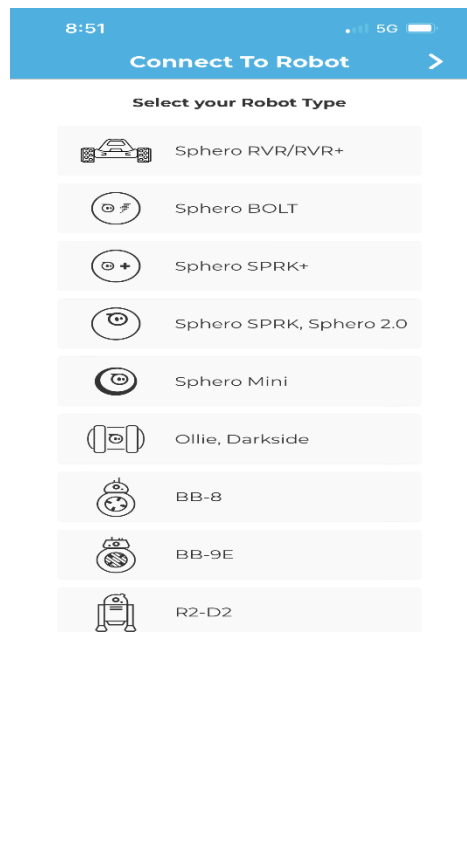 8:51 5G
Connect To Robot
Select your Robot Type
Sphero RVR/RVR+
Sphero BOLT
Sphero SPRK+
Sphero SPRK, Sphero 2.0
Sphero Mini
Ollie, Darkside
BB-8
BB-9E
R2-D2